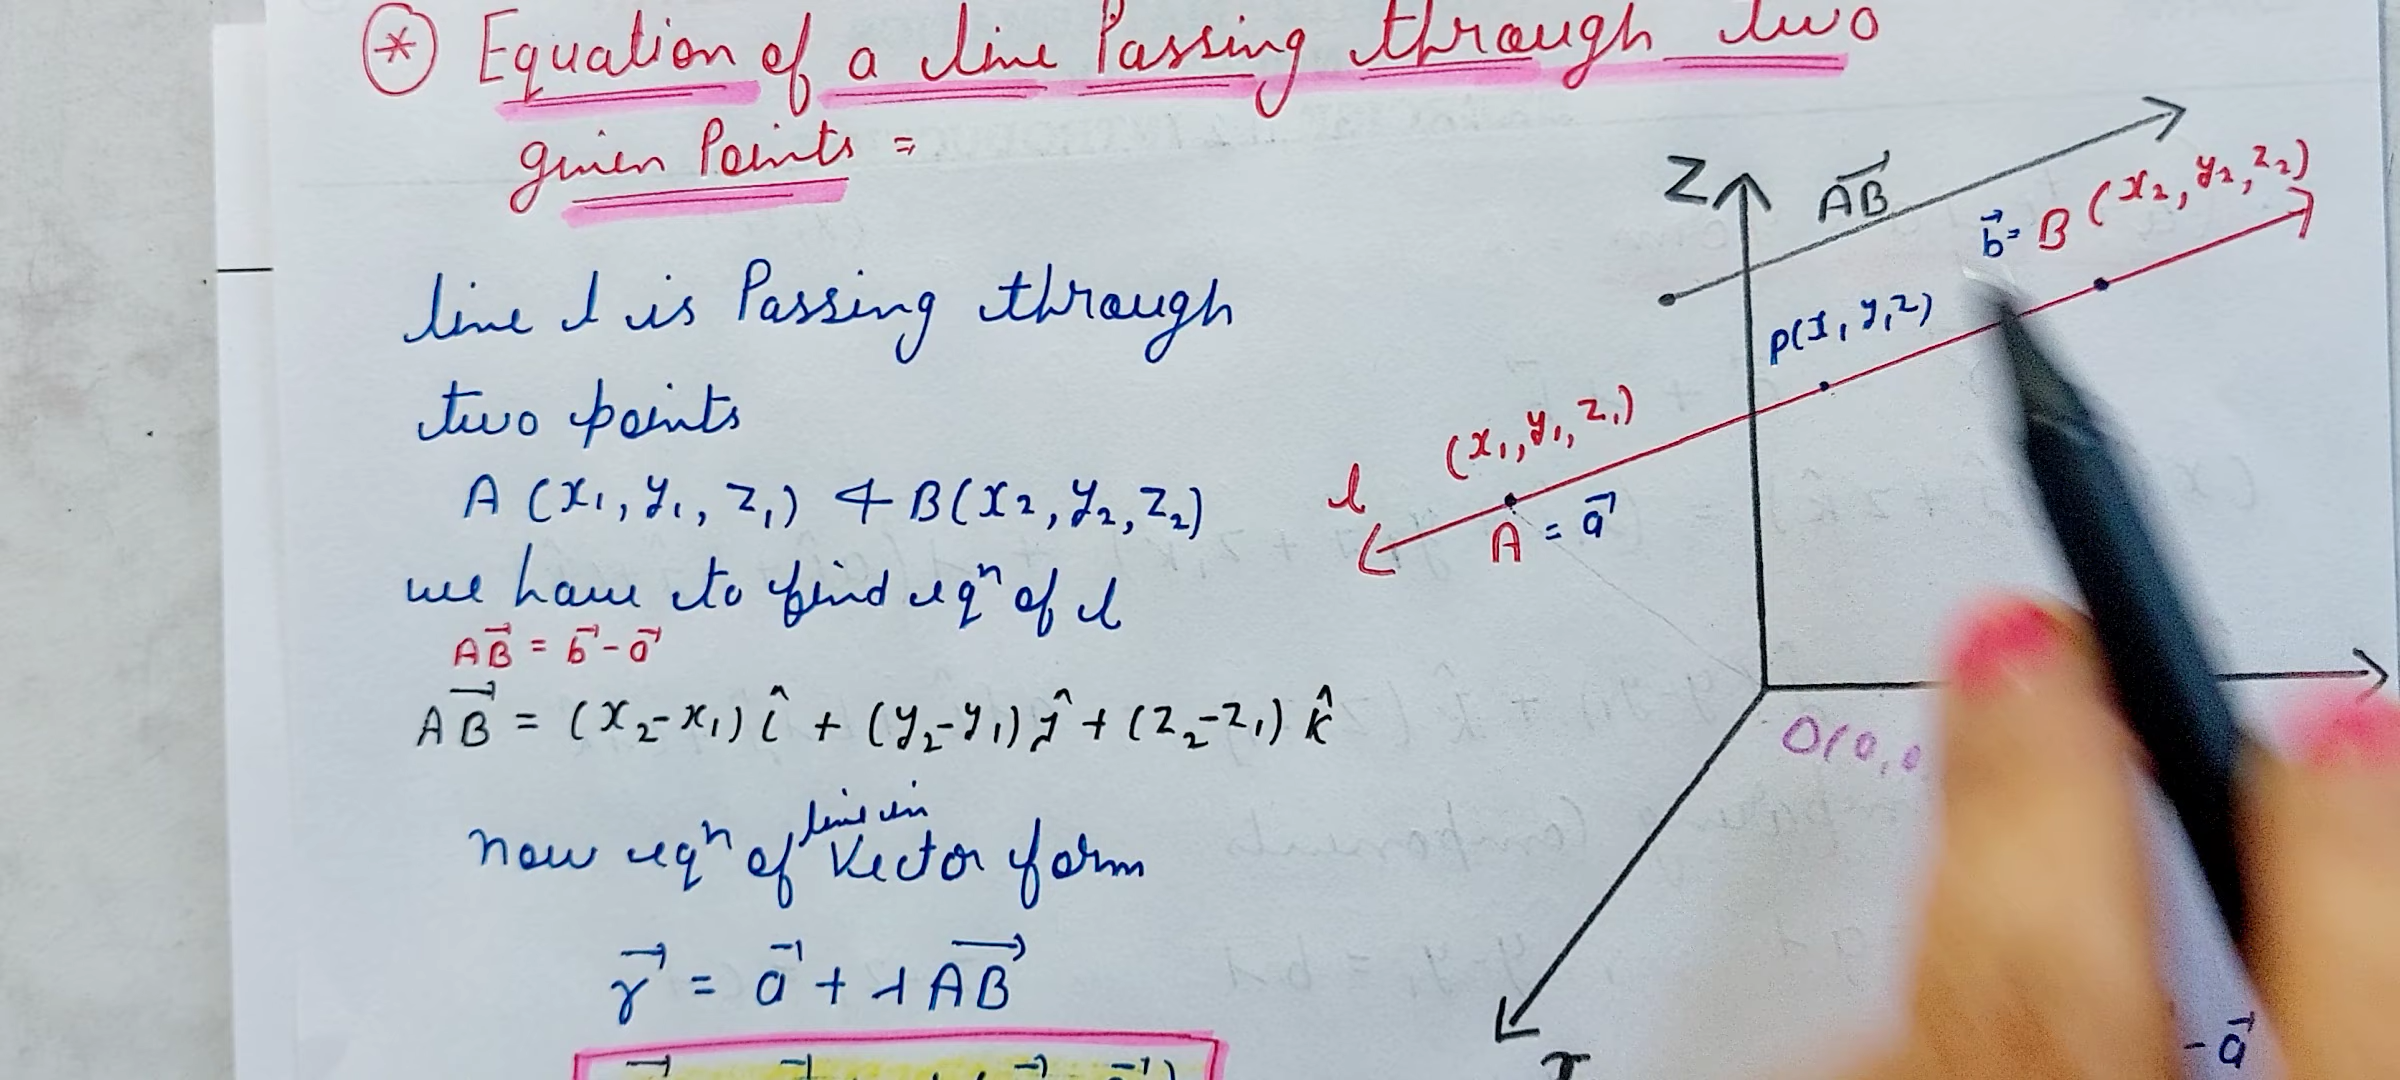 * Equation of a line Passing through two
given Points =
line l is Passing through
two points
A (x₁, y₁, z₁) & B (x₂, y₂, z₂)
we have to find eqⁿ of l
AB⃗ = b⃗ - a⃗
AB⃗ = (x₂-x₁) î + (y₂-y₁) ĵ + (z₂-z₁) k̂
now eqⁿ of line in Vector form
r⃗ = a⃗ + λ AB⃗
Z
AB⃗
b⃗ = B (x₂, y₂, z₂)
P(x, y, z)
(x₁, y₁, z₁)
l
A = a⃗
O(0, 0
X
- a⃗